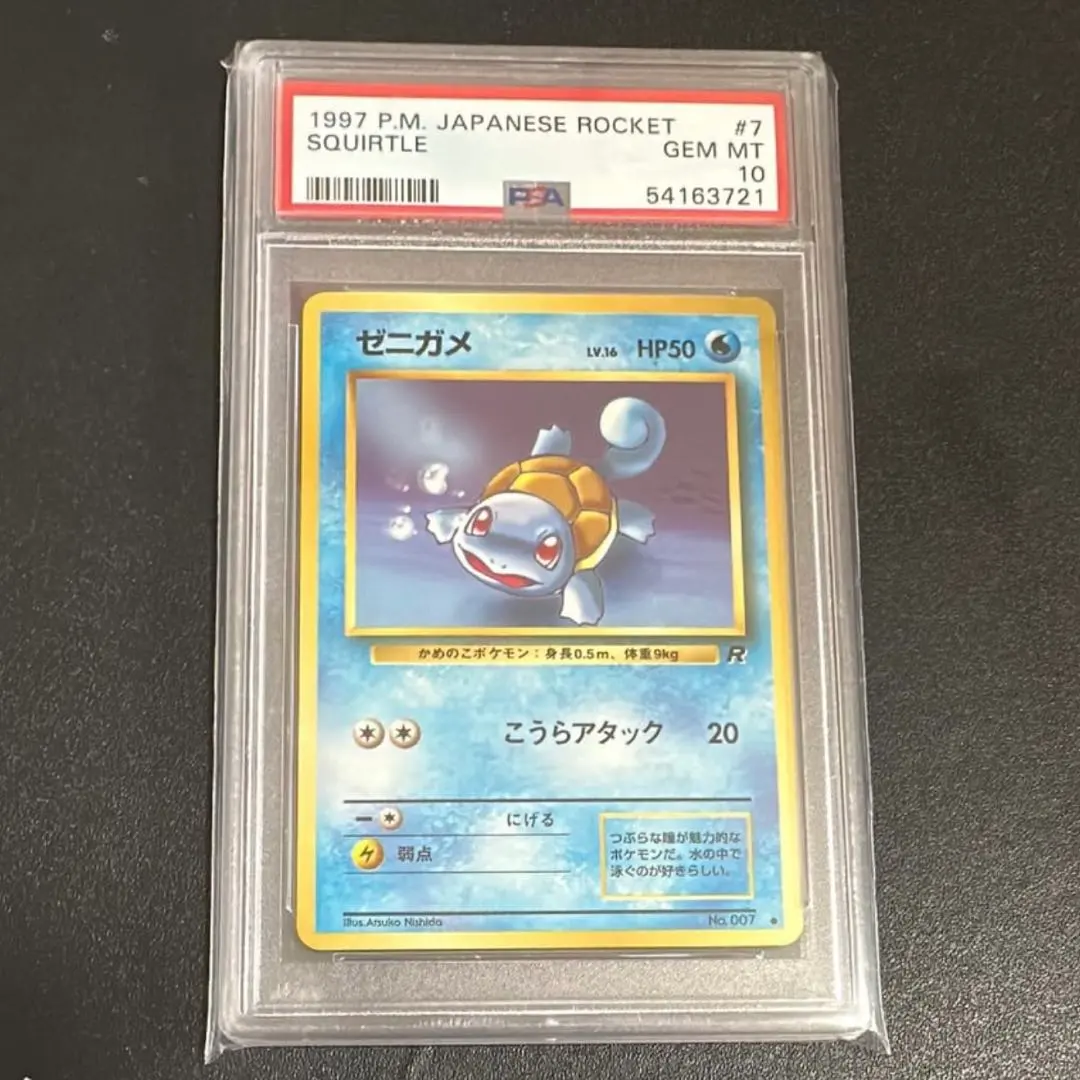 1997 P.M. JAPANESE ROCKET #7
SQUIRTLE GEM MT
10
PSA 54163721
ゼニガメ LV.16 HP50
かめのこポケモン：身長0.5m、体重9kg R
こうらアタック 20
にげる
弱点
つぶらな瞳が魅力的な
ポケモンだ。水の中で
泳ぐのが好きらしい。
Illus.Atsuko Nishida No. 007